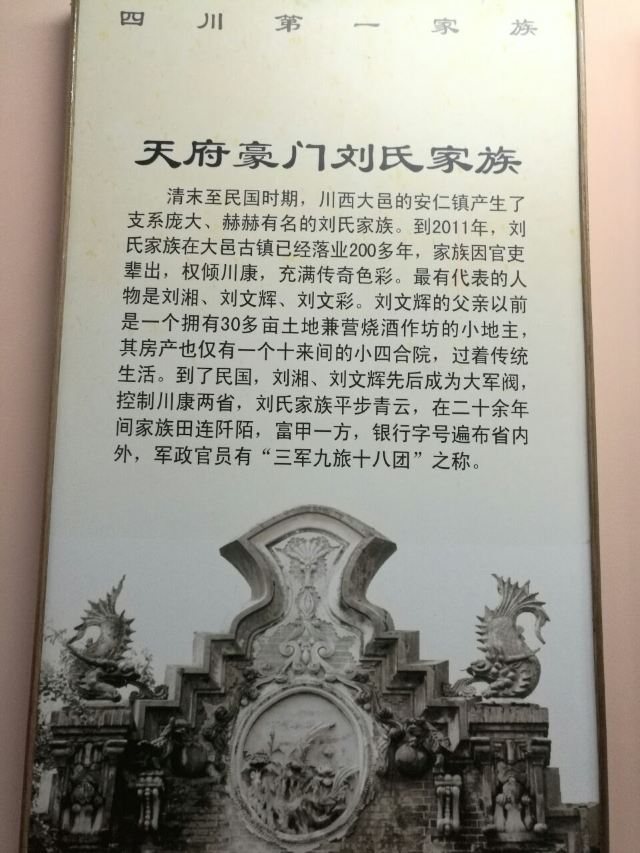 四川第一家族
天府豪门刘氏家族
清末至民国时期，川西大邑的安仁镇产生了
支系庞大、赫赫有名的刘氏家族。到2011年，刘
氏家族在大邑古镇已经落业200多年，家族因官吏
辈出，权倾川康，充满传奇色彩。最有代表的人
物是刘湘、刘文辉、刘文彩。刘文辉的父亲以前
是一个拥有30多亩土地兼营烧酒作坊的小地主，
其房产也仅有一个十来间的小四合院，过着传统
生活。到了民国，刘湘、刘文辉先后成为大军阀，
控制川康两省，刘氏家族平步青云，在二十余年
间家族田连阡陌，富甲一方，银行字号遍布省内
外，军政官员有“三军九旅十八团”之称。